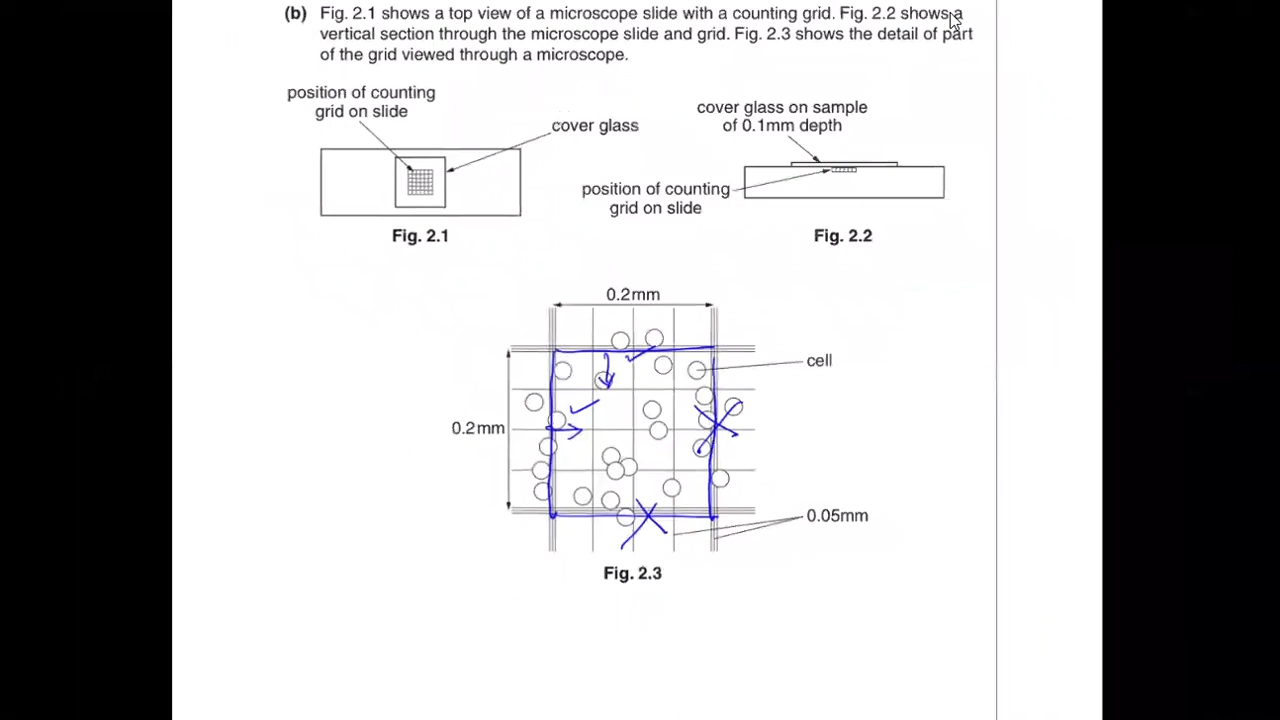 (b) Fig. 2.1 shows a top view of a microscope slide with a counting grid. Fig. 2.2 shows a
vertical section through the microscope slide and grid. Fig. 2.3 shows the detail of part
of the grid viewed through a microscope.
position of counting
grid on slide
cover glass
Fig. 2.1
cover glass on sample
of 0.1mm depth
position of counting
grid on slide
Fig. 2.2
0.2mm
cell
0.2mm
0.05mm
Fig. 2.3